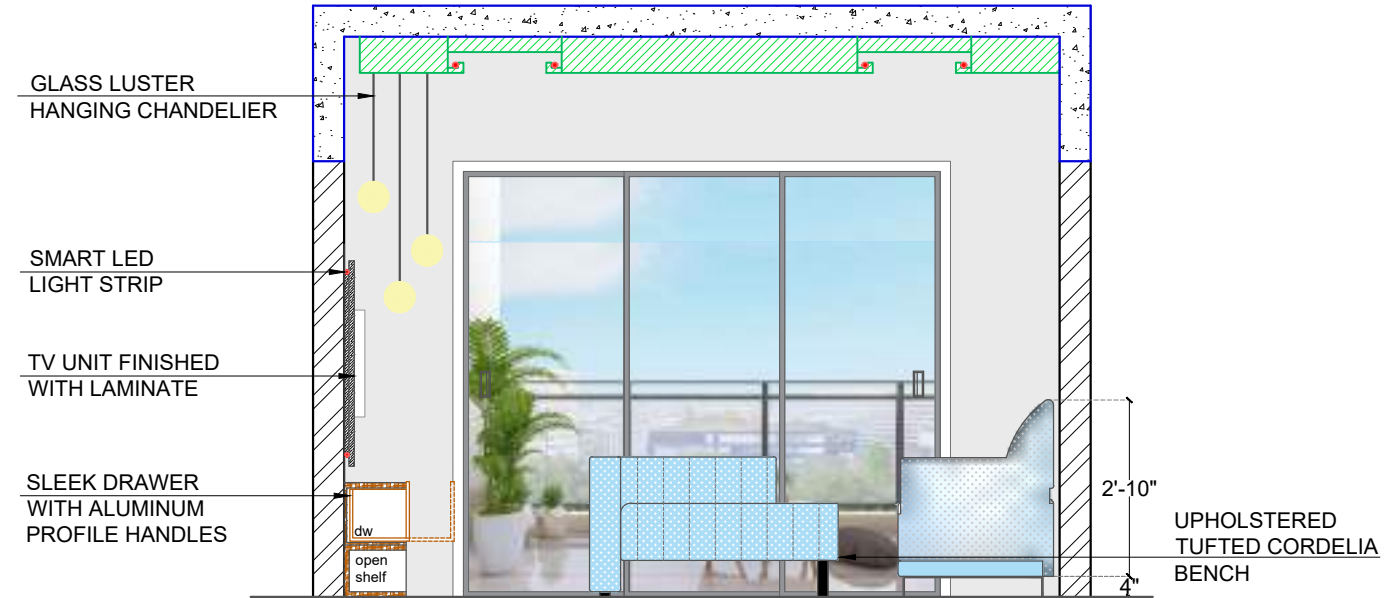 GLASS LUSTER
HANGING CHANDELIER
SMART LED
LIGHT STRIP
TV UNIT FINISHED
WITH LAMINATE
SLEEK DRAWER
WITH ALUMINUM
PROFILE HANDLES
dw
open
shelf
2'-10"
4"
UPHOLSTERED
TUFTED CORDELIA
BENCH